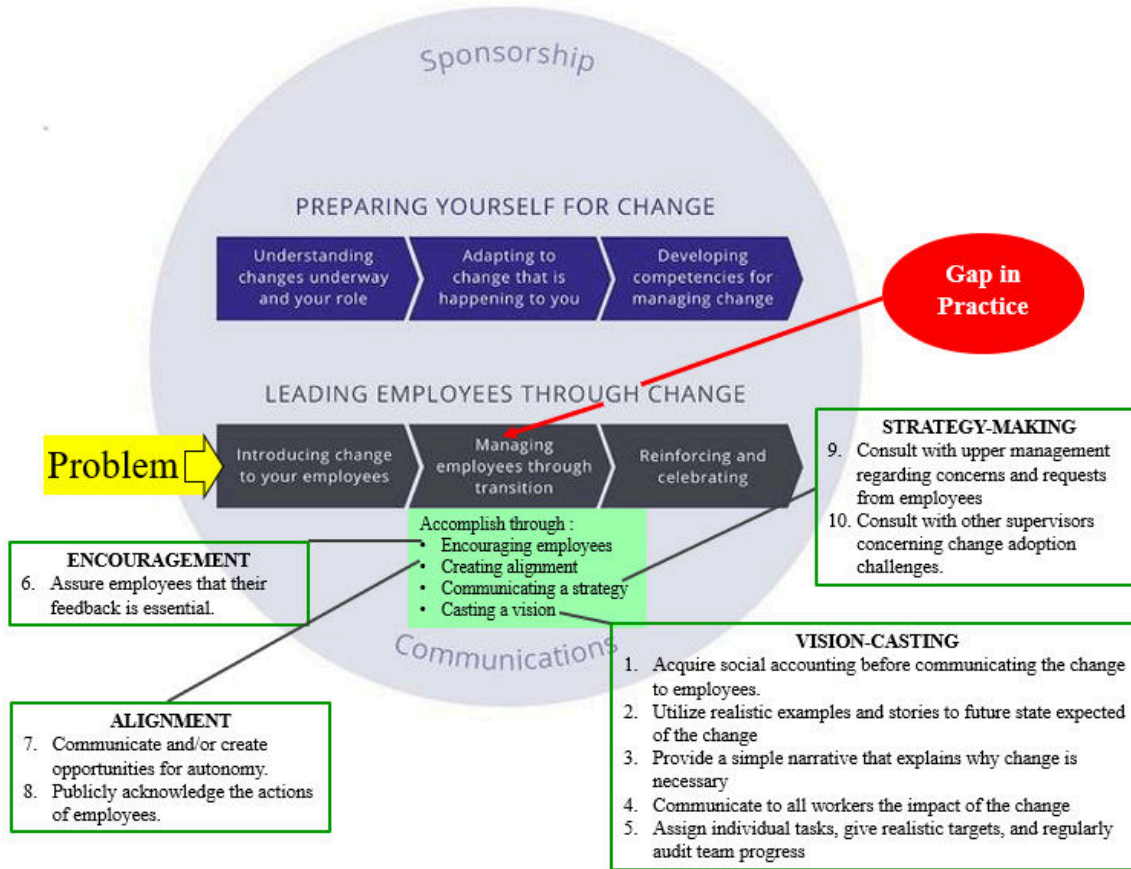 Sponsorship
PREPARING YOURSELF FOR CHANGE
Understanding
changes underway
and your role
Adapting to
change that is
happening to you
Developing
competencies for
managing change
Gap in
Practice
LEADING EMPLOYEES THROUGH CHANGE
Problem
Introducing change
to your employees
Managing
employees through
transition
Reinforcing and
celebrating
STRATEGY-MAKING
9. Consult with upper management
regarding concerns and requests
from employees
10. Consult with other supervisors
concerning change adoption
challenges.
Accomplish through :
• Encouraging employees
• Creating alignment
• Communicating a strategy
• Casting a vision
ENCOURAGEMENT
6. Assure employees that their
feedback is essential.
Communications
VISION-CASTING
1. Acquire social accounting before communicating the change
to employees.
2. Utilize realistic examples and stories to future state expected
of the change
3. Provide a simple narrative that explains why change is
necessary
4. Communicate to all workers the impact of the change
5. Assign individual tasks, give realistic targets, and regularly
audit team progress
ALIGNMENT
7. Communicate and/or create
opportunities for autonomy.
8. Publicly acknowledge the actions
of employees.